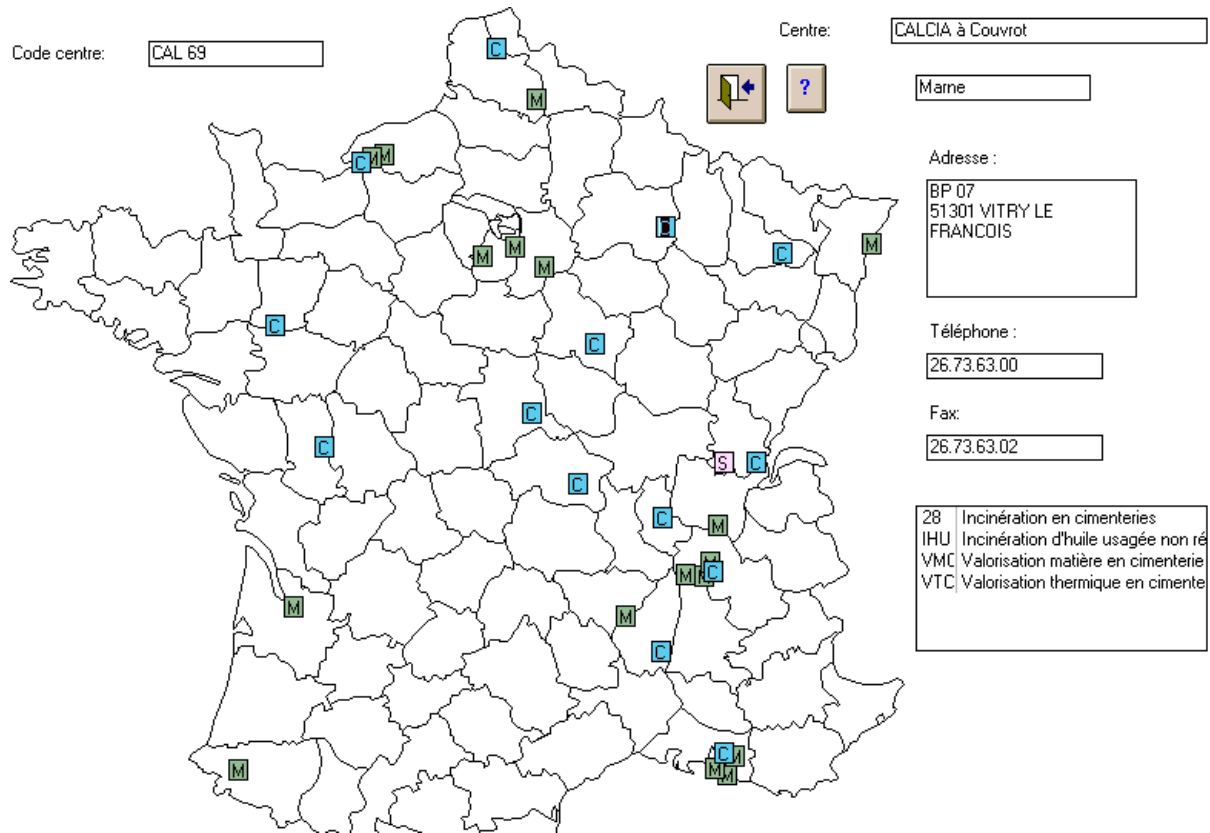 Code centre:
CAL 69
Centre:
CALCIA à Couvrot
?
Marne
Adresse :
BP 07
51301 VITRY LE
FRANCOIS
Téléphone :
26.73.63.00
Fax:
26.73.63.02
28 Incinération en cimenteries
IHU Incinération d'huile usagée non ré
VMC Valorisation matière en cimenterie
VTC Valorisation thermique en cimente
C
M
C M M
M
M
M
C
M
C
C
C
C
S
C
C
C
M
M
M M C
M
M
C
C M
M M
M